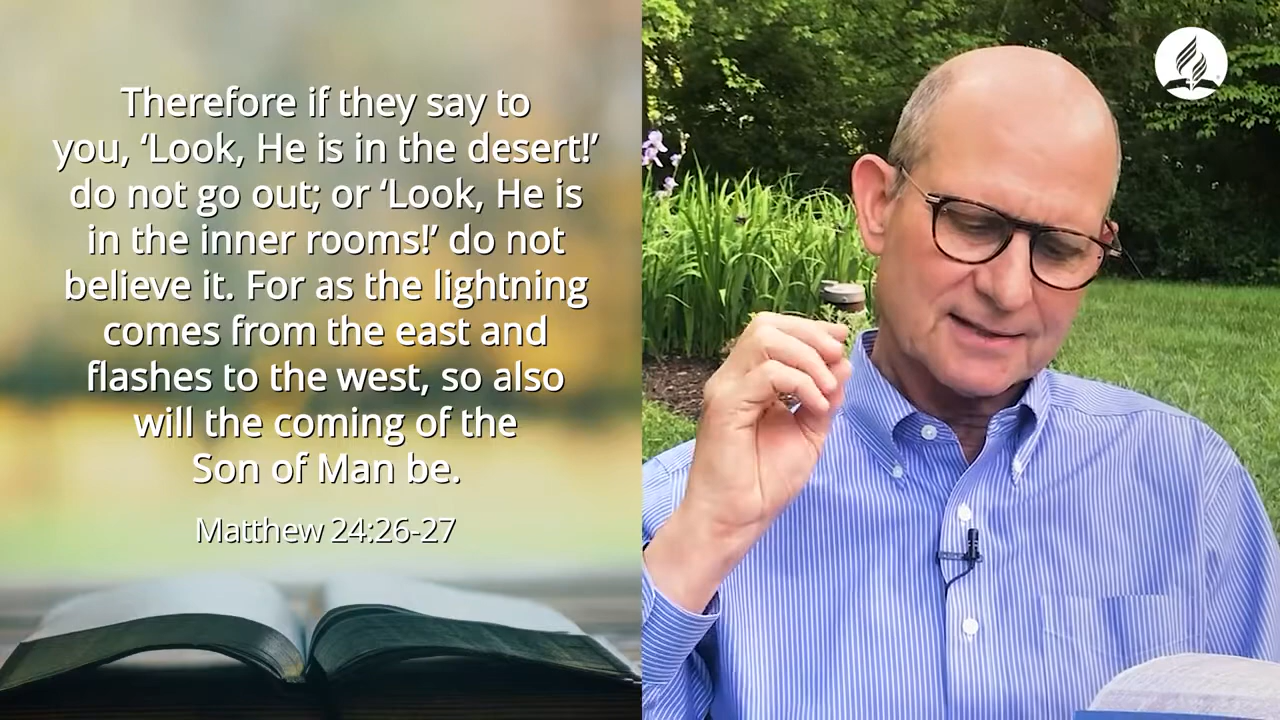 Therefore if they say to
you, ‘Look, He is in the desert!’
do not go out; or ‘Look, He is
in the inner rooms!’ do not
believe it. For as the lightning
comes from the east and
flashes to the west, so also
will the coming of the
Son of Man be.
Matthew 24:26-27